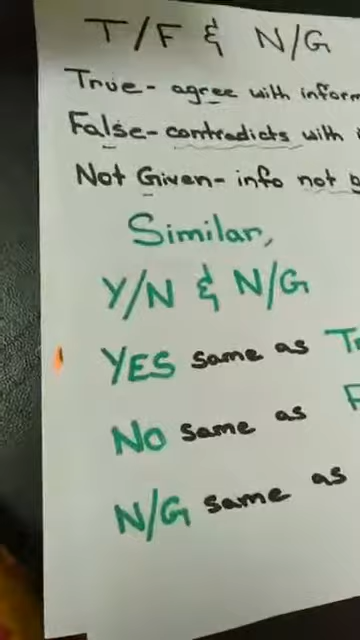 T/F & N/G
True- agree with inform
False- contradicts with
Not Given- info not
Similar,
Y/N & N/G
YES same as Tr
No same as F
N/G same as